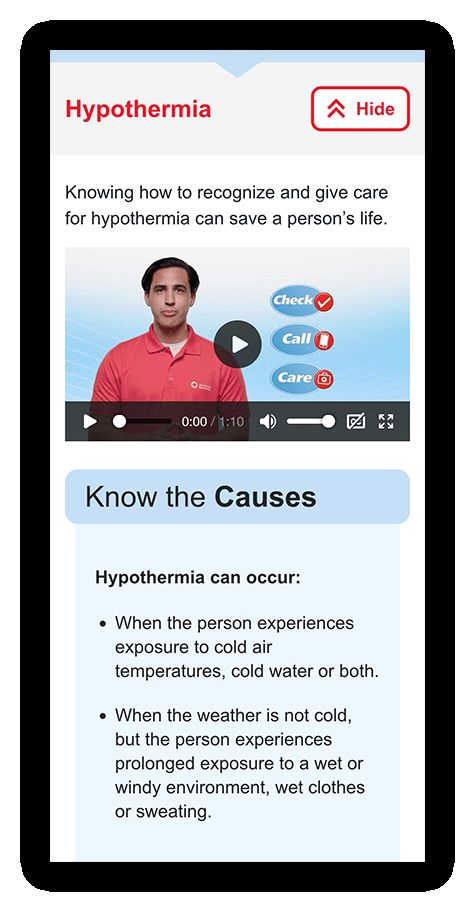 Hypothermia
Hide
Knowing how to recognize and give care
for hypothermia can save a person’s life.
Check
Call
Care
0:00 / 1:10
Know the Causes
Hypothermia can occur:
• When the person experiences
exposure to cold air
temperatures, cold water or both.
• When the weather is not cold,
but the person experiences
prolonged exposure to a wet or
windy environment, wet clothes
or sweating.